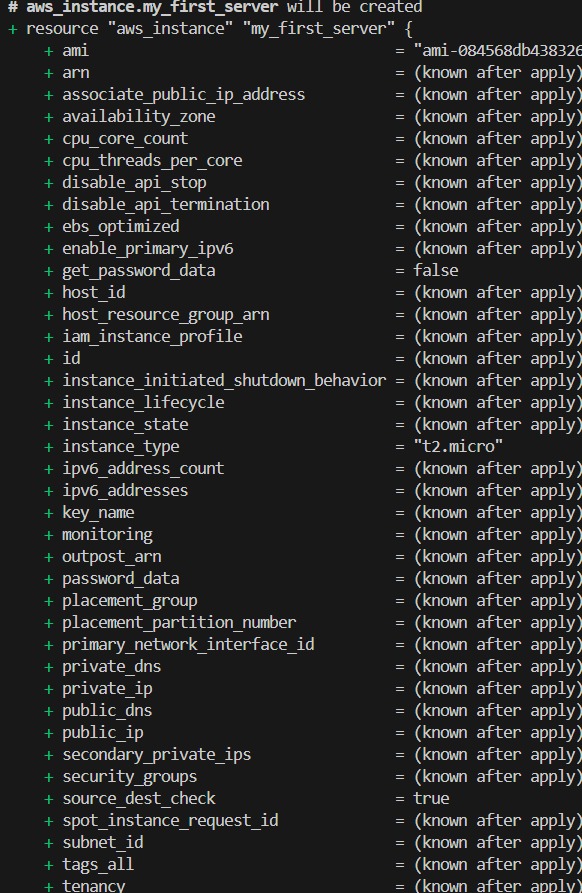 # aws_instance.my_first_server will be created
+ resource "aws_instance" "my_first_server" {
+ ami = "ami-084568db438326
+ arn = (known after apply)
+ associate_public_ip_address = (known after apply)
+ availability_zone = (known after apply)
+ cpu_core_count = (known after apply)
+ cpu_threads_per_core = (known after apply)
+ disable_api_stop = (known after apply)
+ disable_api_termination = (known after apply)
+ ebs_optimized = (known after apply)
+ enable_primary_ipv6 = (known after apply)
+ get_password_data = false
+ host_id = (known after apply)
+ host_resource_group_arn = (known after apply)
+ iam_instance_profile = (known after apply)
+ id = (known after apply)
+ instance_initiated_shutdown_behavior = (known after apply)
+ instance_lifecycle = (known after apply)
+ instance_state = (known after apply)
+ instance_type = "t2.micro"
+ ipv6_address_count = (known after apply)
+ ipv6_addresses = (known after apply)
+ key_name = (known after apply)
+ monitoring = (known after apply)
+ outpost_arn = (known after apply)
+ password_data = (known after apply)
+ placement_group = (known after apply)
+ placement_partition_number = (known after apply)
+ primary_network_interface_id = (known after apply)
+ private_dns = (known after apply)
+ private_ip = (known after apply)
+ public_dns = (known after apply)
+ public_ip = (known after apply)
+ secondary_private_ips = (known after apply)
+ security_groups = (known after apply)
+ source_dest_check = true
+ spot_instance_request_id = (known after apply)
+ subnet_id = (known after apply)
+ tags_all = (known after apply)
+ tenancy = (known after apply)